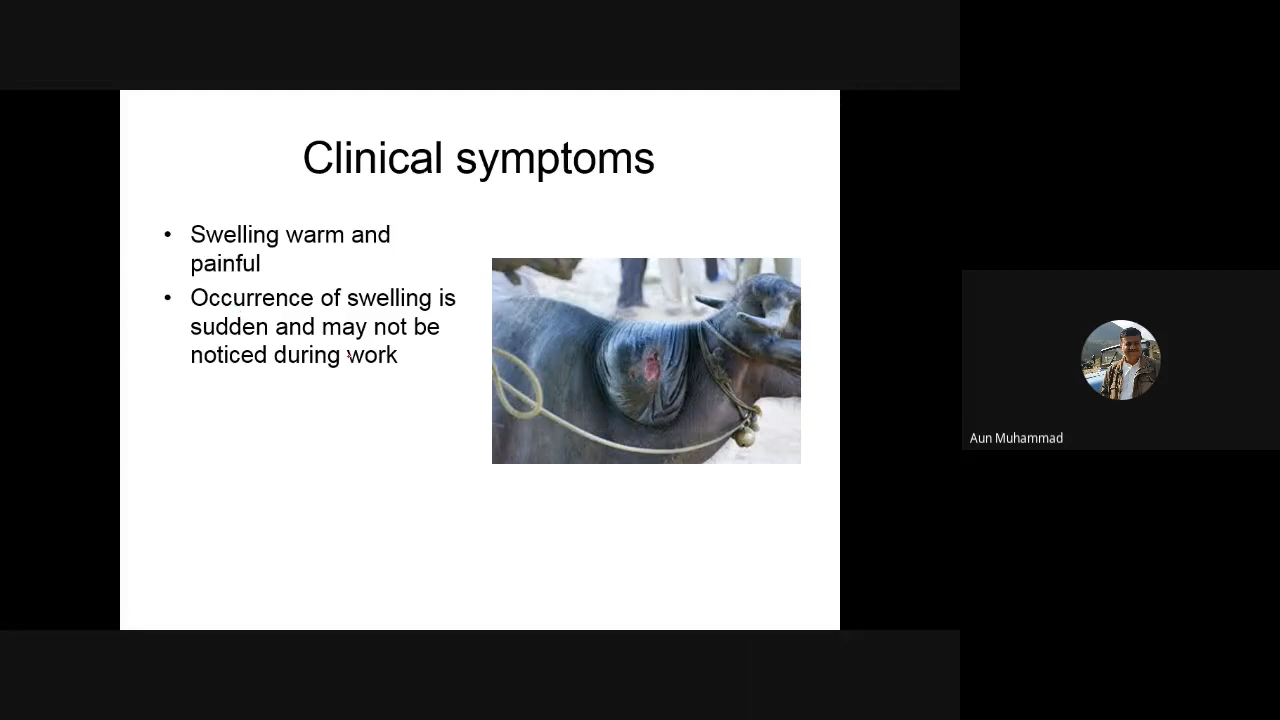 Clinical symptoms
• Swelling warm and
painful
• Occurrence of swelling is
sudden and may not be
noticed during work
Aun Muhammad